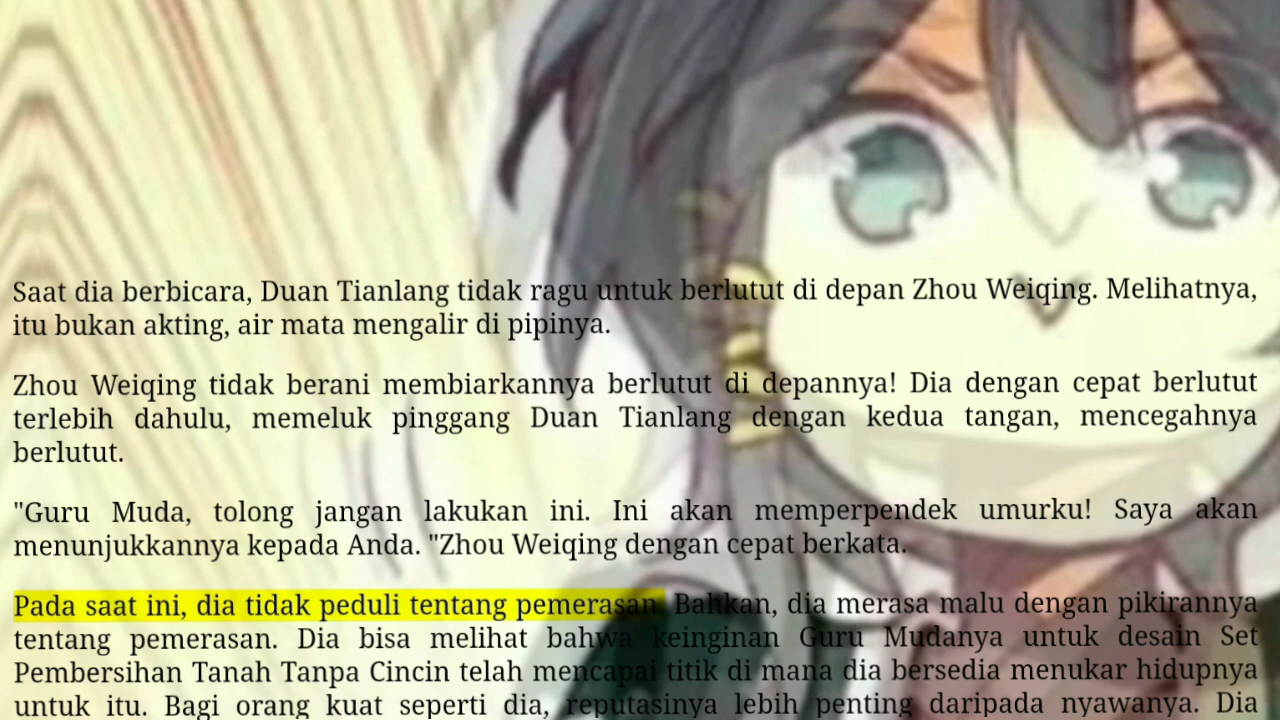 Saat dia berbicara, Duan Tianlang tidak ragu untuk berlutut di depan Zhou Weiqing. Melihatnya,
itu bukan akting, air mata mengalir di pipinya.
Zhou Weiqing tidak berani membiarkannya berlutut di depannya! Dia dengan cepat berlutut
terlebih dahulu, memeluk pinggang Duan Tianlang dengan kedua tangan, mencegahnya
berlutut.
"Guru Muda, tolong jangan lakukan ini. Ini akan memperpendek umurku! Saya akan
menunjukkannya kepada Anda. "Zhou Weiqing dengan cepat berkata.
Pada saat ini, dia tidak peduli tentang pemerasan. Bahkan, dia merasa malu dengan pikirannya
tentang pemerasan. Dia bisa melihat bahwa keinginan Guru Mudanya untuk desain Set
Pembersihan Tanah Tanpa Cincin telah mencapai titik di mana dia bersedia menukar hidupnya
untuk itu. Bagi orang kuat seperti dia, reputasinya lebih penting daripada nyawanya. Dia